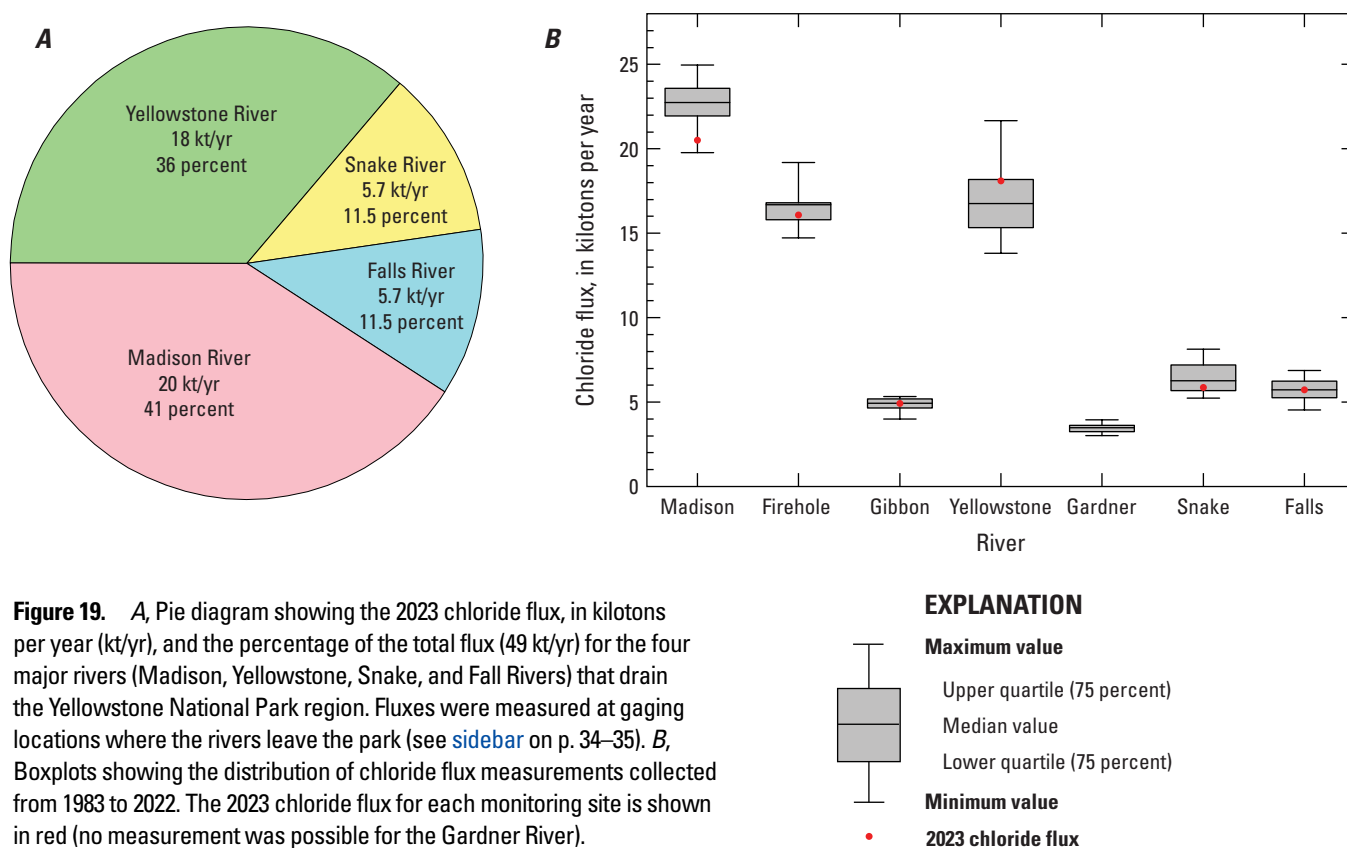 A
Yellowstone River
18 kt/yr
36 percent
Snake River
5.7 kt/yr
11.5 percent
Falls River
5.7 kt/yr
11.5 percent
Madison River
20 kt/yr
41 percent
B
Chloride flux, in kilotons per year
25
20
15
10
5
0
Madison Firehole Gibbon Yellowstone Gardner Snake Falls
River
Figure 19. A, Pie diagram showing the 2023 chloride flux, in kilotons
per year (kt/yr), and the percentage of the total flux (49 kt/yr) for the four
major rivers (Madison, Yellowstone, Snake, and Fall Rivers) that drain
the Yellowstone National Park region. Fluxes were measured at gaging
locations where the rivers leave the park (see sidebar on p. 34–35). B,
Boxplots showing the distribution of chloride flux measurements collected
from 1983 to 2022. The 2023 chloride flux for each monitoring site is shown
in red (no measurement was possible for the Gardner River).
EXPLANATION
Maximum value
Upper quartile (75 percent)
Median value
Lower quartile (75 percent)
Minimum value
2023 chloride flux